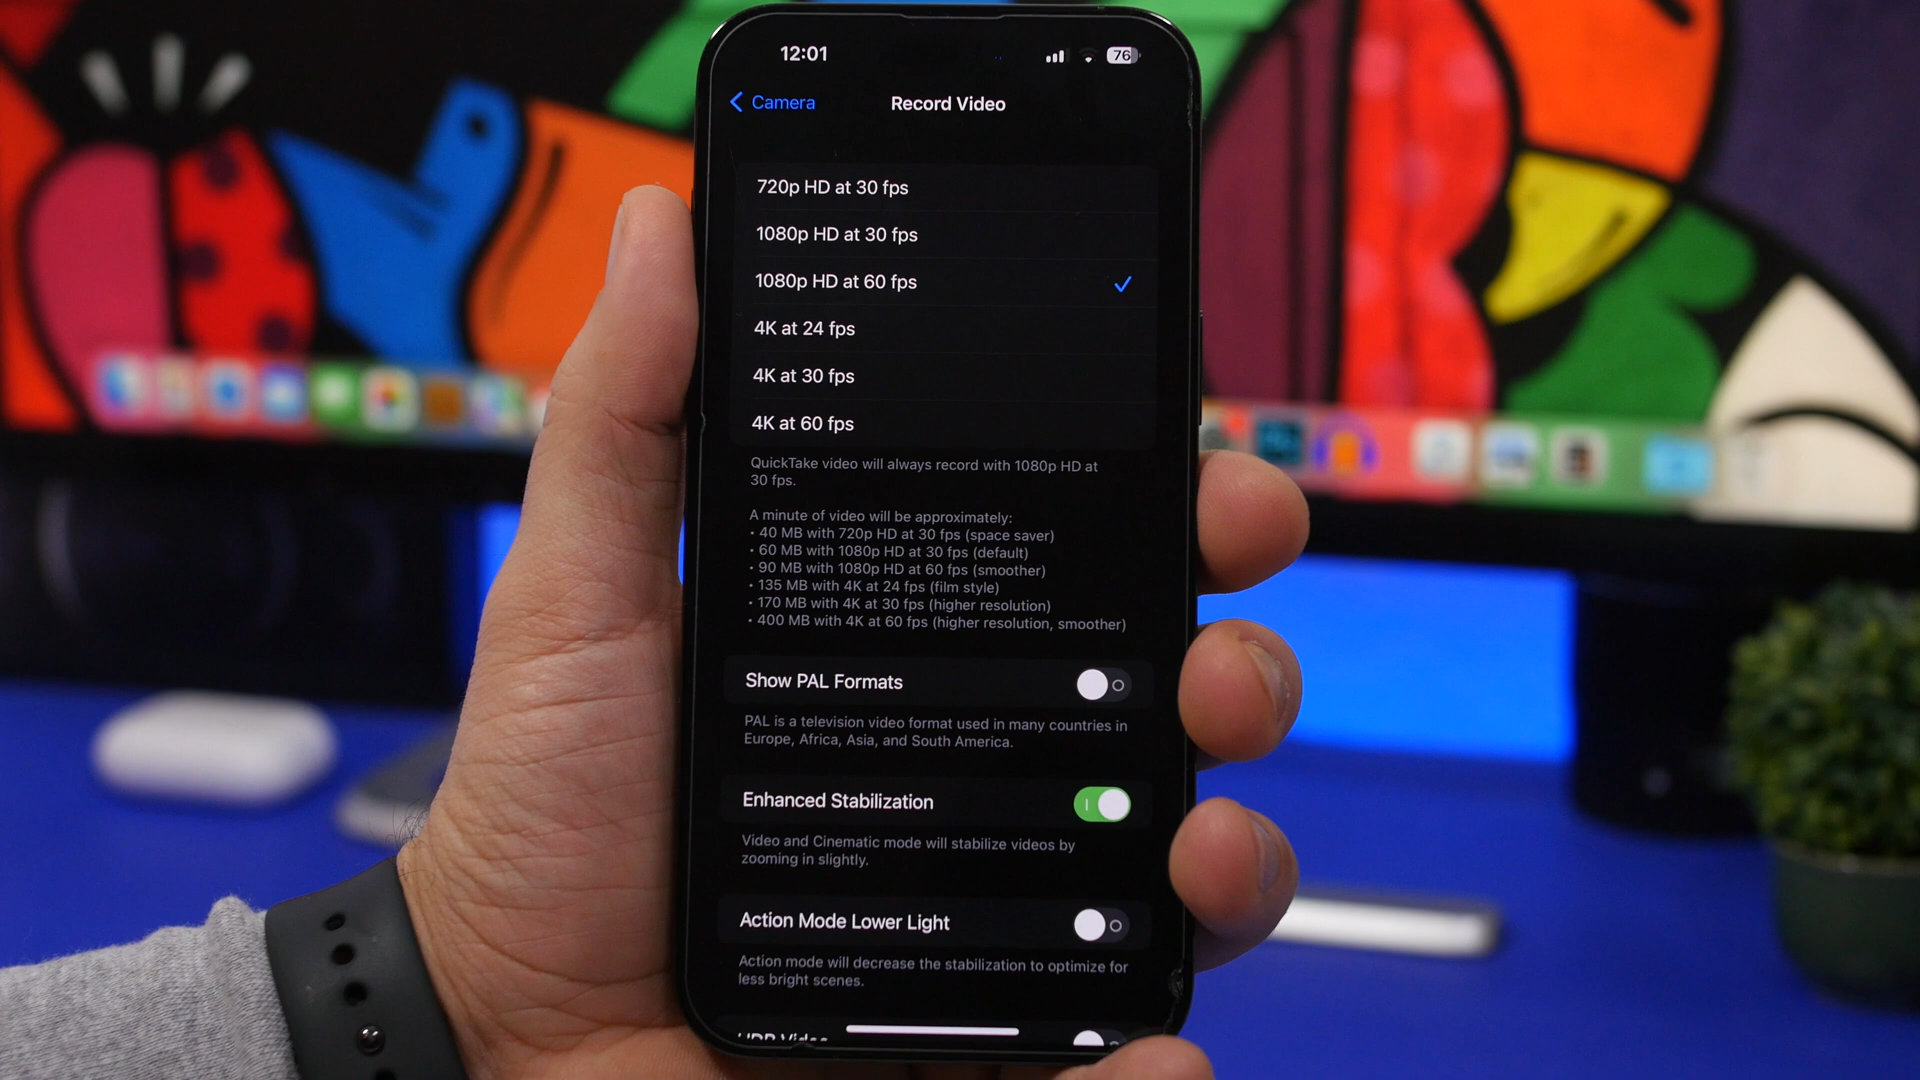 12:01
76
Camera
Record Video
720p HD at 30 fps
1080p HD at 30 fps
1080p HD at 60 fps
4K at 24 fps
4K at 30 fps
4K at 60 fps
QuickTake video will always record with 1080p HD at
30 fps.
A minute of video will be approximately:
• 40 MB with 720p HD at 30 fps (space saver)
• 60 MB with 1080p HD at 30 fps (default)
• 90 MB with 1080p HD at 60 fps (smoother)
• 135 MB with 4K at 24 fps (film style)
• 170 MB with 4K at 30 fps (higher resolution)
• 400 MB with 4K at 60 fps (higher resolution, smoother)
Show PAL Formats
PAL is a television video format used in many countries in
Europe, Africa, Asia, and South America.
Enhanced Stabilization
Video and Cinematic mode will stabilize videos by
zooming in slightly.
Action Mode Lower Light
Action mode will decrease the stabilization to optimize for
less bright scenes.
HDR Video